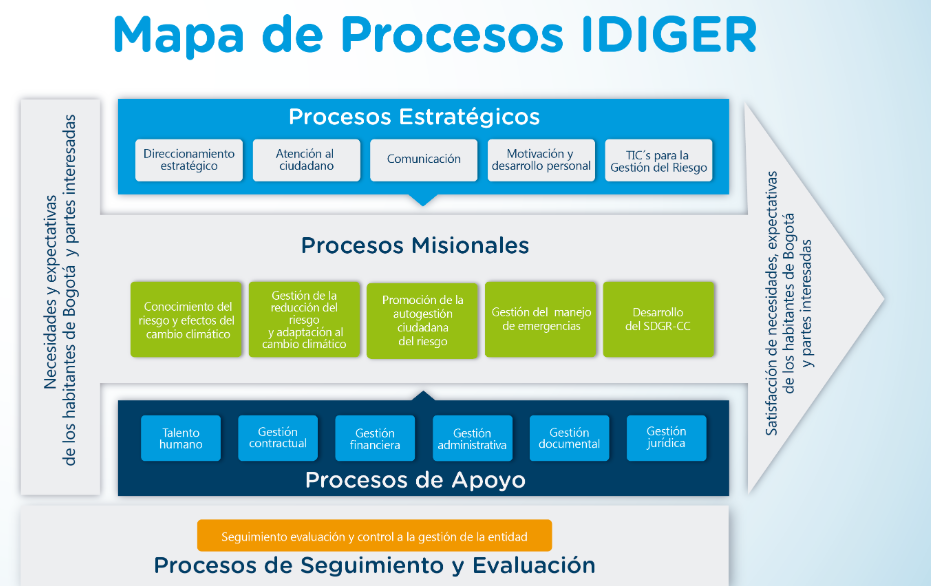 Mapa de Procesos IDIGER
Necesidades y expectativas
de los habitantes de Bogotá y partes interesadas
Procesos Estratégicos
Direccionamiento
estratégico
Atención al
ciudadano
Comunicación
Motivación y
desarrollo personal
TIC´s para la
Gestión del Riesgo
Procesos Misionales
Conocimiento del
riesgo y efectos del
cambio climático
Gestión de la
reducción del
riesgo
y adaptación al
cambio climático
Promoción de la
autogestión
ciudadana
del riesgo
Gestión del manejo
de emergencias
Desarrollo
del SDGR-CC
Talento
humano
Gestión
contractual
Gestión
financiera
Gestión
administrativa
Gestión
documental
Gestión
jurídica
Procesos de Apoyo
Satisfacción de necesidades, expectativas
de los habitantes de Bogotá
y partes interesadas
Seguimiento evaluación y control a la gestión de la entidad
Procesos de Seguimiento y Evaluación